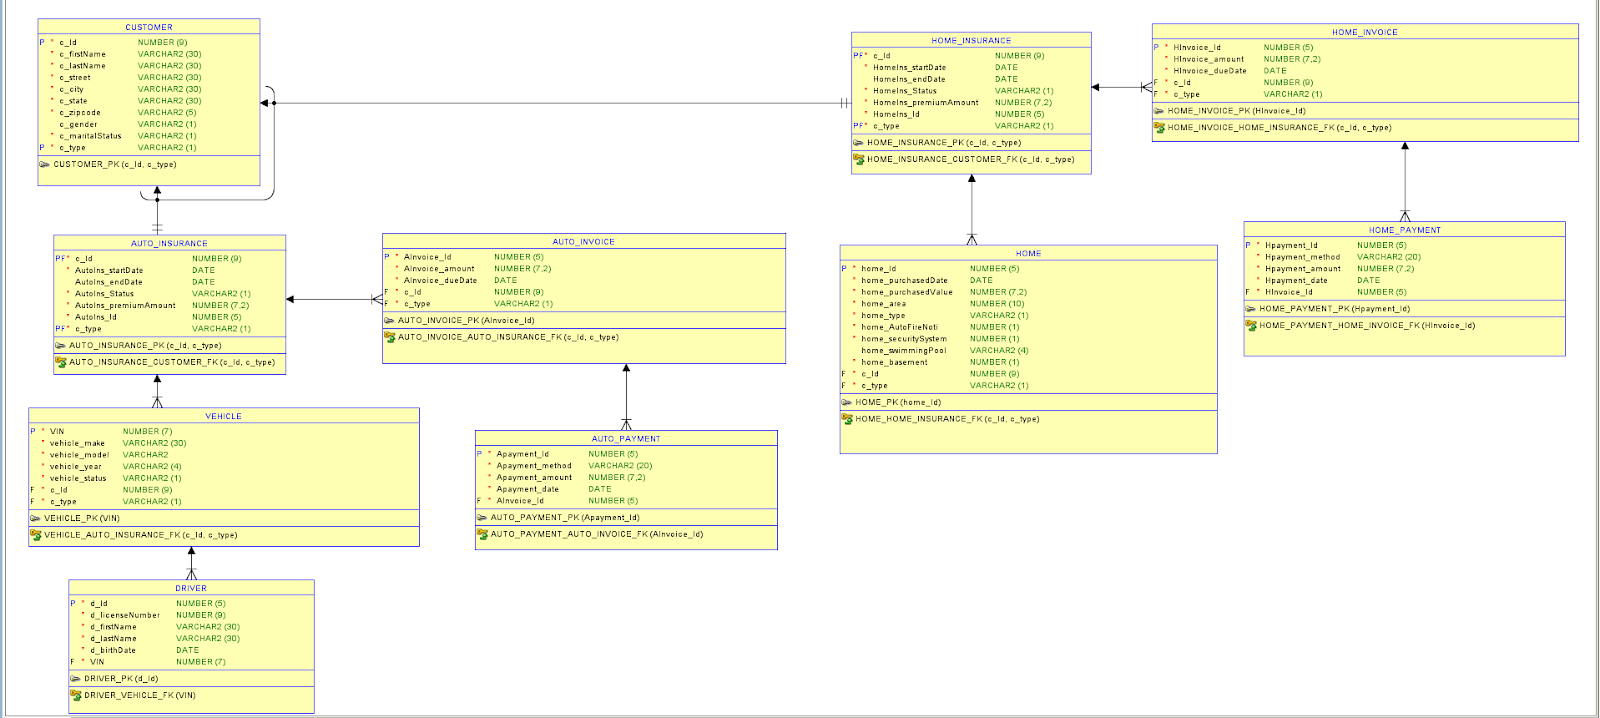 CUSTOMER
P * c_Id NUMBER (9)
* c_firstName VARCHAR2 (30)
* c_lastName VARCHAR2 (30)
* c_street VARCHAR2 (30)
* c_city VARCHAR2 (30)
* c_state VARCHAR2 (30)
* c_zipcode VARCHAR2 (5)
c_gender VARCHAR2 (1)
* c_maritalStatus VARCHAR2 (1)
P * c_type VARCHAR2 (1)
CUSTOMER_PK (c_Id, c_type)
HOME_INSURANCE
PF* c_Id NUMBER (9)
* HomeIns_startDate DATE
HomeIns_endDate DATE
HomeIns_Status VARCHAR2 (1)
* HomeIns_premiumAmount NUMBER (7,2)
* HomeIns_Id NUMBER (5)
PF* c_type VARCHAR2 (1)
HOME_INSURANCE_PK (c_Id, c_type)
HOME_INSURANCE_CUSTOMER_FK (c_Id, c_type)
HOME_INVOICE
P * HInvoice_Id NUMBER (5)
* HInvoice_amount NUMBER (7,2)
* HInvoice_dueDate DATE
F * c_Id NUMBER (9)
F * c_type VARCHAR2 (1)
HOME_INVOICE_PK (HInvoice_Id)
HOME_INVOICE_HOME_INSURANCE_FK (c_Id, c_type)
AUTO_INSURANCE
PF* c_Id NUMBER (9)
* AutoIns_startDate DATE
AutoIns_endDate DATE
* AutoIns_Status VARCHAR2 (1)
* AutoIns_premiumAmount NUMBER (7,2)
* AutoIns_Id NUMBER (5)
PF* c_type VARCHAR2 (1)
AUTO_INSURANCE_PK (c_Id, c_type)
AUTO_INSURANCE_CUSTOMER_FK (c_Id, c_type)
AUTO_INVOICE
P * AInvoice_Id NUMBER (5)
* AInvoice_amount NUMBER (7,2)
* AInvoice_dueDate DATE
F * c_Id NUMBER (9)
F * c_type VARCHAR2 (1)
AUTO_INVOICE_PK (AInvoice_Id)
AUTO_INVOICE_AUTO_INSURANCE_FK (c_Id, c_type)
HOME
P * home_Id NUMBER (5)
* home_purchasedDate DATE
* home_purchasedValue NUMBER (7,2)
* home_area NUMBER (10)
* home_type VARCHAR2 (1)
* home_AutoFireNoti NUMBER (1)
* home_securitySystem NUMBER (1)
home_swimmingPool VARCHAR2 (4)
* home_basement NUMBER (1)
F * c_Id NUMBER (9)
F * c_type VARCHAR2 (1)
HOME_PK (home_Id)
HOME_HOME_INSURANCE_FK (c_Id, c_type)
HOME_PAYMENT
P * Hpayment_Id NUMBER (5)
* Hpayment_method VARCHAR2 (20)
* Hpayment_amount NUMBER (7,2)
* Hpayment_date DATE
F * HInvoice_Id NUMBER (5)
HOME_PAYMENT_PK (Hpayment_Id)
HOME_PAYMENT_HOME_INVOICE_FK (HInvoice_Id)
VEHICLE
P * VIN NUMBER (7)
* vehicle_make VARCHAR2 (30)
* vehicle_model VARCHAR2
* vehicle_year VARCHAR2 (4)
* vehicle_status VARCHAR2 (1)
F * c_Id NUMBER (9)
F * c_type VARCHAR2 (1)
VEHICLE_PK (VIN)
VEHICLE_AUTO_INSURANCE_FK (c_Id, c_type)
AUTO_PAYMENT
P * Apayment_Id NUMBER (5)
* Apayment_method VARCHAR2 (20)
* Apayment_amount NUMBER (7,2)
* Apayment_date DATE
F * AInvoice_Id NUMBER (5)
AUTO_PAYMENT_PK (Apayment_Id)
AUTO_PAYMENT_AUTO_INVOICE_FK (AInvoice_Id)
DRIVER
P * d_Id NUMBER (5)
* d_licenseNumber NUMBER (9)
* d_firstName VARCHAR2 (30)
* d_lastName VARCHAR2 (30)
* d_birthDate DATE
F * VIN NUMBER (7)
DRIVER_PK (d_Id)
DRIVER_VEHICLE_FK (VIN)